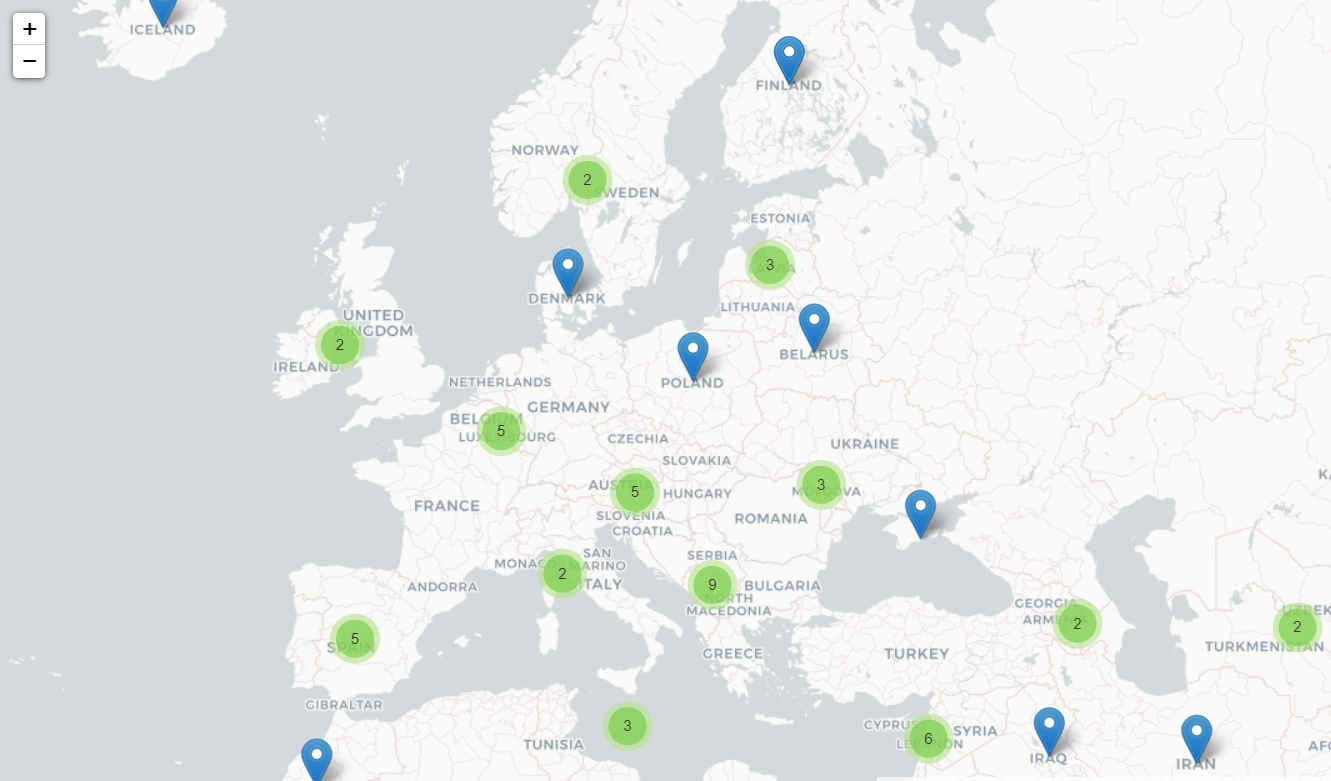 +
−
ICELAND
FINLAND
NORWAY
2
SWEDEN
ESTONIA
3
LATVIA
DENMARK
LITHUANIA
UNITED
KINGDOM
2
IRELAND
BELARUS
POLAND
NETHERLANDS
GERMANY
BELGIUM
5
LUXEMBOURG
CZECHIA
UKRAINE
SLOVAKIA
AUSTRIA
5
HUNGARY
3
MOLDOVA
FRANCE
SLOVENIA
ROMANIA
CROATIA
SAN
MARINO
MONACO
SERBIA
2
ITALY
ANDORRA
9
BULGARIA
NORTH
MACEDONIA
GEORGIA
ARMENIA
2
UZBEK
2
TURKMENISTAN
5
SPAIN
GREECE
TURKEY
GIBRALTAR
3
TUNISIA
CYPRUS
6
LEBANON
SYRIA
IRAQ
IRAN
AFG
KA